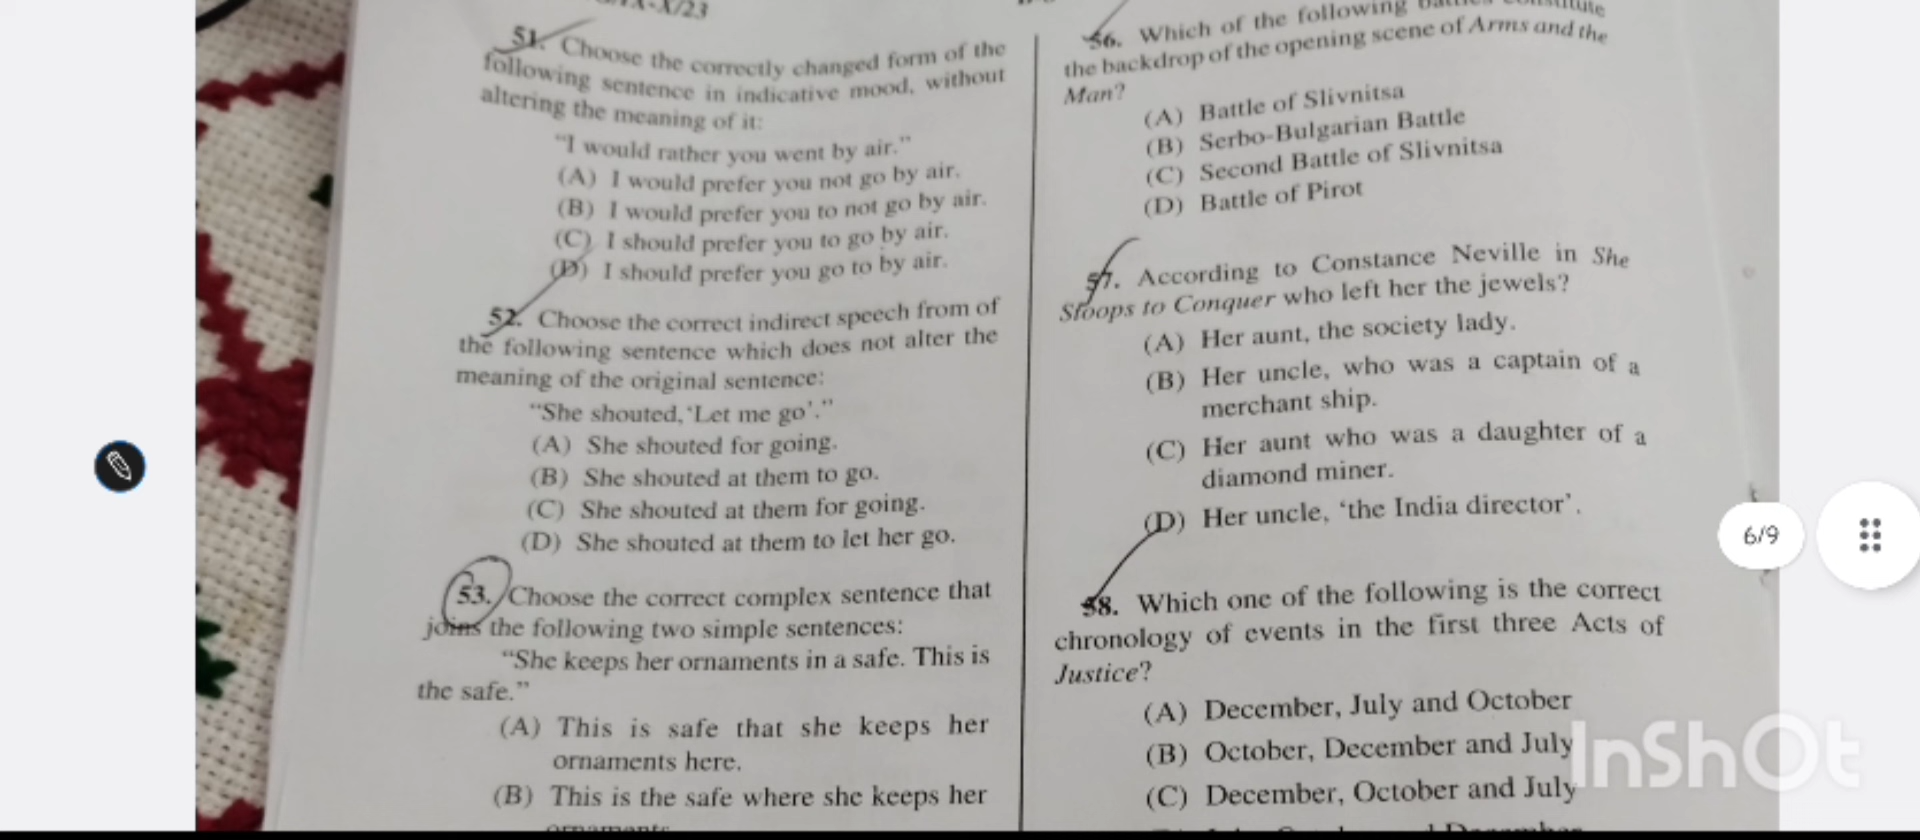 51. Choose the correctly changed form of the
following sentence in indicative mood, without
altering the meaning of it:
"I would rather you went by air."
(A) I would prefer you not go by air.
(B) I would prefer you to not go by air.
(C) I should prefer you to go by air.
(D) I should prefer you go to by air.
52. Choose the correct indirect speech from of
the following sentence which does not alter the
meaning of the original sentence:
"She shouted, 'Let me go'."
(A) She shouted for going.
(B) She shouted at them to go.
(C) She shouted at them for going.
(D) She shouted at them to let her go.
53. Choose the correct complex sentence that
joins the following two simple sentences:
"She keeps her ornaments in a safe. This is
the safe."
(A) This is safe that she keeps her
ornaments here.
(B) This is the safe where she keeps her
56. Which of the following
the backdrop of the opening scene of Arms and the
Man?
(A) Battle of Slivnitsa
(B) Serbo-Bulgarian Battle
(C) Second Battle of Slivnitsa
(D) Battle of Pirot
57. According to Constance Neville in She
Stoops to Conquer who left her the jewels?
(A) Her aunt, the society lady.
(B) Her uncle, who was a captain of a
merchant ship.
(C) Her aunt who was a daughter of a
diamond miner.
(D) Her uncle, 'the India director'.
58. Which one of the following is the correct
chronology of events in the first three Acts of
Justice?
(A) December, July and October
(B) October, December and July
(C) December, October and July
6/9
InShOt